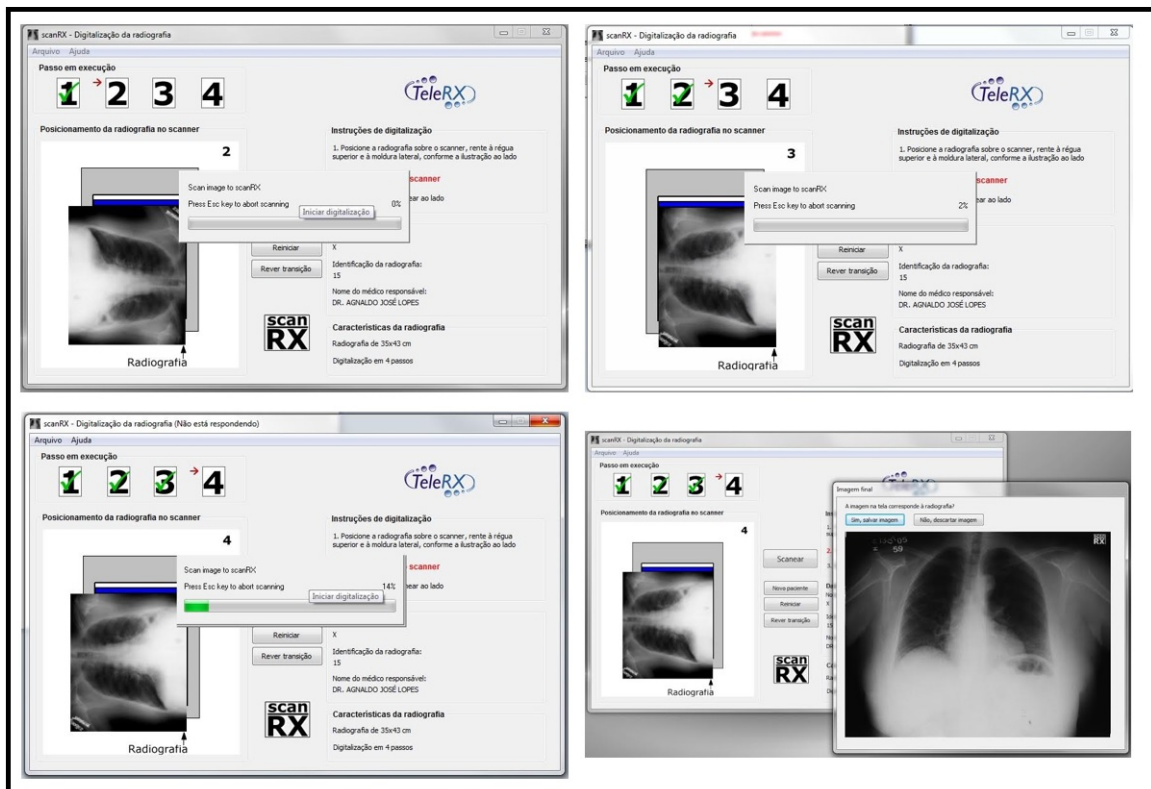 scanRX - Digitalização da radiografia
Arquivo Ajuda
Passo em execução
1 2 3 4
TeleRX
Posicionamento da radiografia no scanner
2
Radiografia
Instruções de digitalização
1. Posicione a radiografia sobre o scanner, rente à régua
superior e à moldura lateral, conforme a ilustração ao lado
scanner
ear ao lado
Scan image to scanRX
Press Esc key to abort scanning 0%
Iniciar digitalização
Reiniciar
Rever transição
X
Identificação da radiografia:
15
Nome do médico responsável:
DR. AGNALDO JOSÉ LOPES
scan
RX
Características da radiografia
Radiografia de 35x43 cm
Digitalização em 4 passos
scanRX - Digitalização da radiografia
Arquivo Ajuda
Passo em execução
1 2 3 4
TeleRX
Posicionamento da radiografia no scanner
3
Radiografia
Instruções de digitalização
1. Posicione a radiografia sobre o scanner, rente à régua
superior e à moldura lateral, conforme a ilustração ao lado
scanner
ear ao lado
Scan image to scanRX
Press Esc key to abort scanning 2%
Reiniciar
Rever transição
X
Identificação da radiografia:
15
Nome do médico responsável:
DR. AGNALDO JOSÉ LOPES
scan
RX
Características da radiografia
Radiografia de 35x43 cm
Digitalização em 4 passos
scanRX - Digitalização da radiografia (Não está respondendo)
Arquivo Ajuda
Passo em execução
1 2 3 4
TeleRX
Posicionamento da radiografia no scanner
4
Radiografia
Instruções de digitalização
1. Posicione a radiografia sobre o scanner, rente à régua
superior e à moldura lateral, conforme a ilustração ao lado
scanner
ear ao lado
Scan image to scanRX
Press Esc key to abort scanning 14%
Iniciar digitalização
Reiniciar
Rever transição
X
Identificação da radiografia:
15
Nome do médico responsável:
DR. AGNALDO JOSÉ LOPES
scan
RX
Características da radiografia
Radiografia de 35x43 cm
Digitalização em 4 passos
scanRX - Digitalização da radiografia
Arquivo Ajuda
Passo em execução
1 2 3 4
Posicionamento da radiografia no scanner
4
Radiografia
Scanear
Novo paciente
Reiniciar
Rever transição
scan
RX
Imagem final
A imagem na tela corresponde à radiografia?
Sim, salvar imagem Não, descartar imagem
59
scan
RX